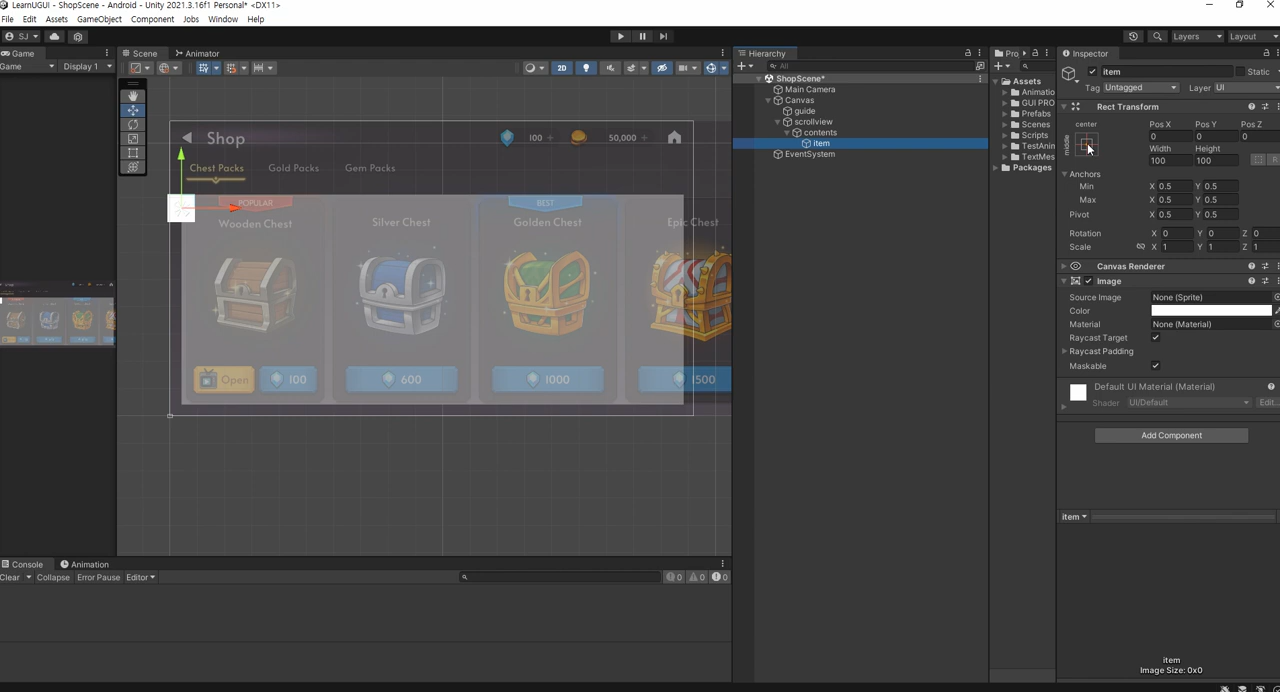 LearnUGUI - ShopScene - Android - Unity 2021.3.16f1 Personal* <DX11>
File Edit Assets GameObject Component Jobs Window Help
SJ
Layers Layout
Game
Game Display 1
Scene Animator
2D
Shop
100 + 50,000 +
Chest Packs Gold Packs Gem Packs
POPULAR BEST
Wooden Chest Silver Chest Golden Chest Epic Chest
Open 100 600 1000 1500
Hierarchy
All
ShopScene*
Main Camera
Canvas
guide
scrollview
contents
item
EventSystem
Pro
Assets
Animatio
GUI PRO
Prefabs
Scenes
Scripts
TestAnin
TextMes
Packages
Inspector
item Static
Tag Untagged Layer UI
Rect Transform
center Pos X Pos Y Pos Z
middle 0 0 0
Width Height
100 100 R
Anchors
Min X 0.5 Y 0.5
Max X 0.5 Y 0.5
Pivot X 0.5 Y 0.5
Rotation X 0 Y 0 Z 0
Scale X 1 Y 1 Z 1
Canvas Renderer
Image
Source Image None (Sprite)
Color
Material None (Material)
Raycast Target
Raycast Padding
Maskable
Default UI Material (Material)
Shader UI/Default Edit...
Add Component
item
item
Image Size: 0x0
Console Animation
Clear Collapse Error Pause Editor 0 0 0